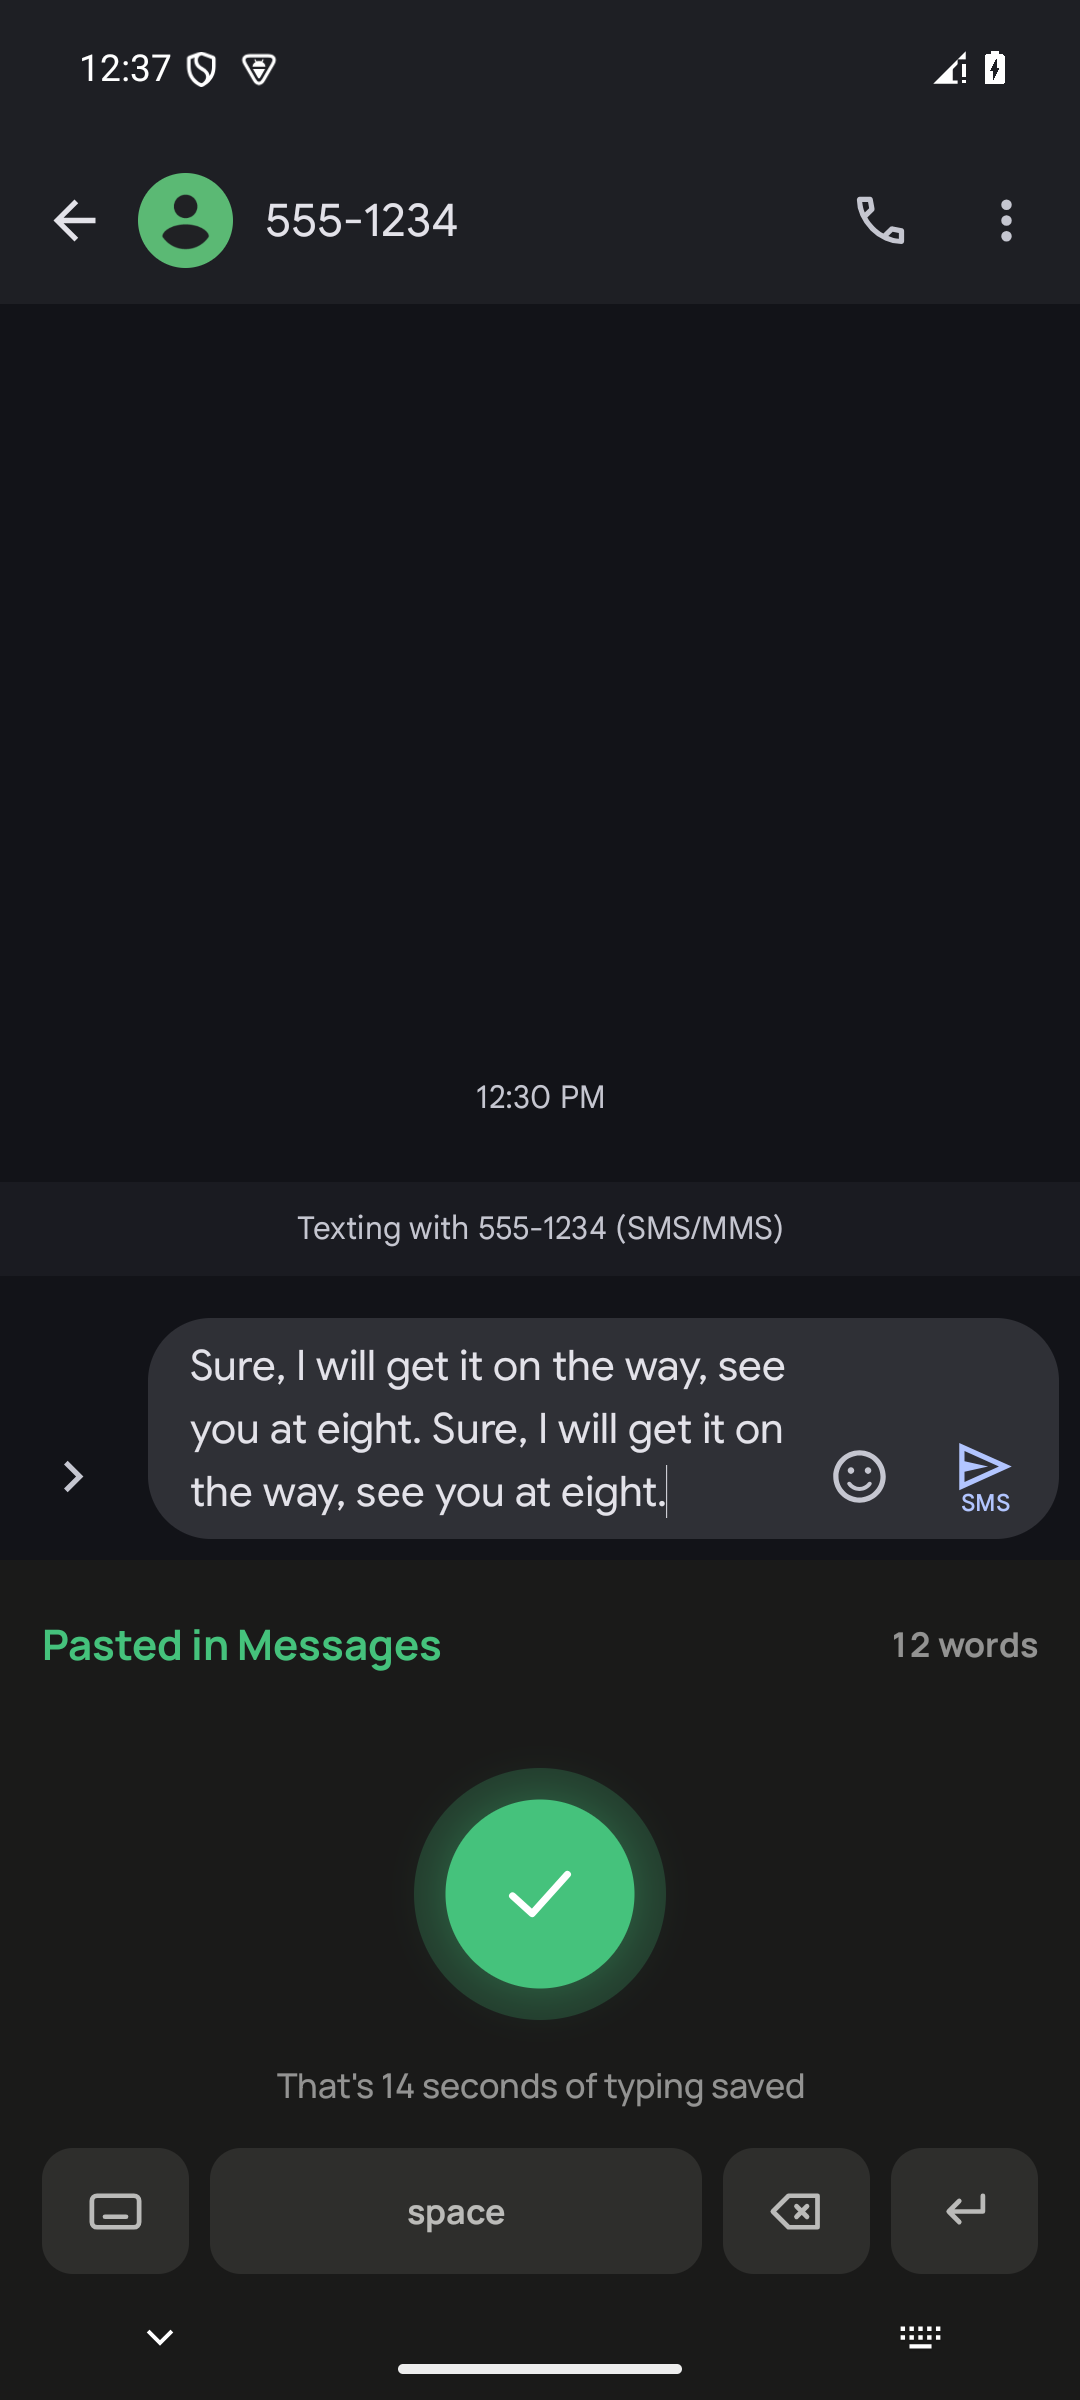 12:37
555-1234
12:30 PM
Texting with 555-1234 (SMS/MMS)
Sure, I will get it on the way, see
you at eight. Sure, I will get it on
the way, see you at eight.
SMS
Pasted in Messages
12 words
That's 14 seconds of typing saved
space